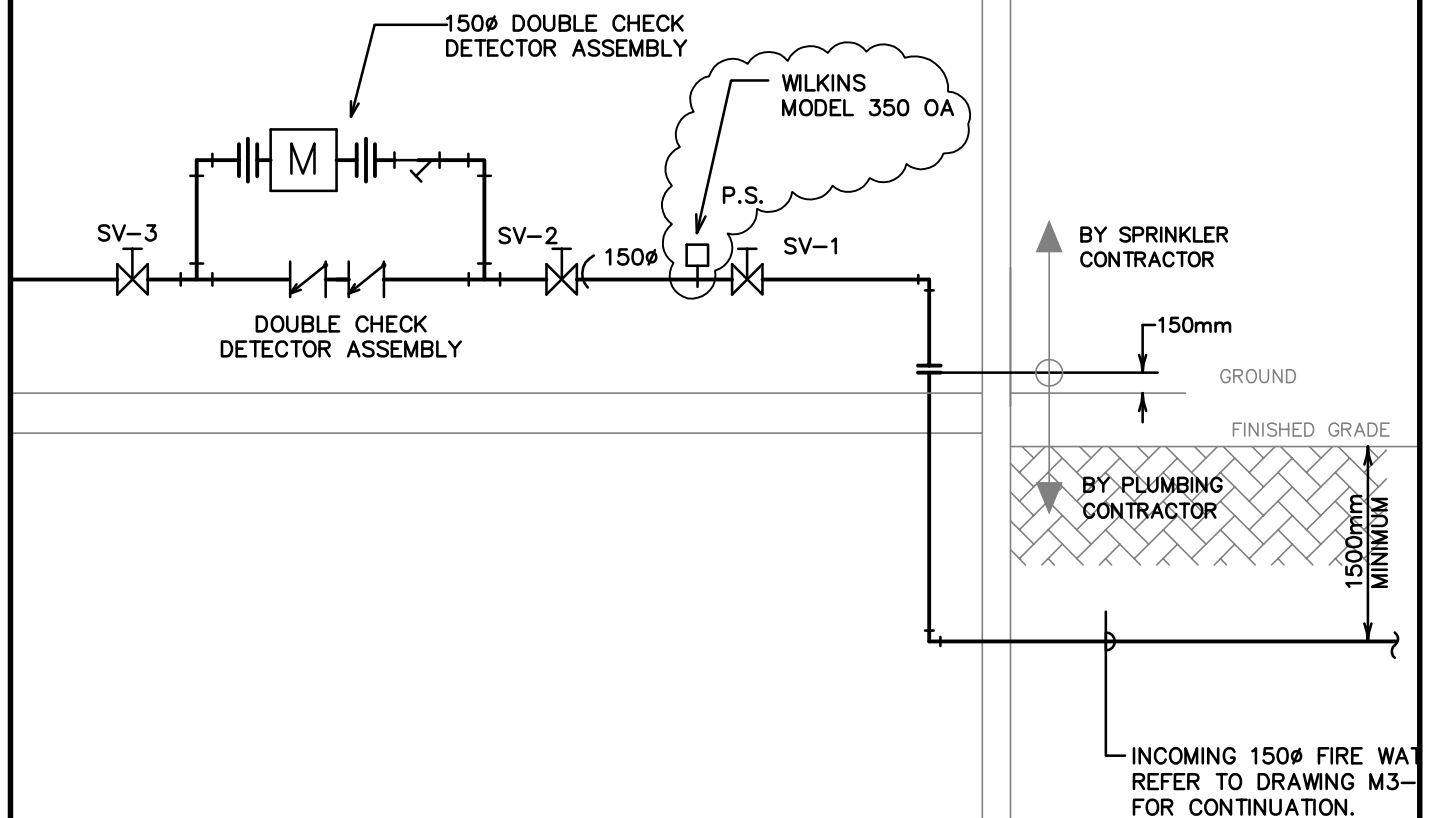 150ø DOUBLE CHECK
DETECTOR ASSEMBLY
WILKINS
MODEL 350 OA
M
P.S.
SV-3
SV-2
150ø
SV-1
DOUBLE CHECK
DETECTOR ASSEMBLY
BY SPRINKLER
CONTRACTOR
150mm
GROUND
FINISHED GRADE
BY PLUMBING
CONTRACTOR
1500mm
MINIMUM
INCOMING 150ø FIRE WAT
REFER TO DRAWING M3-
FOR CONTINUATION.